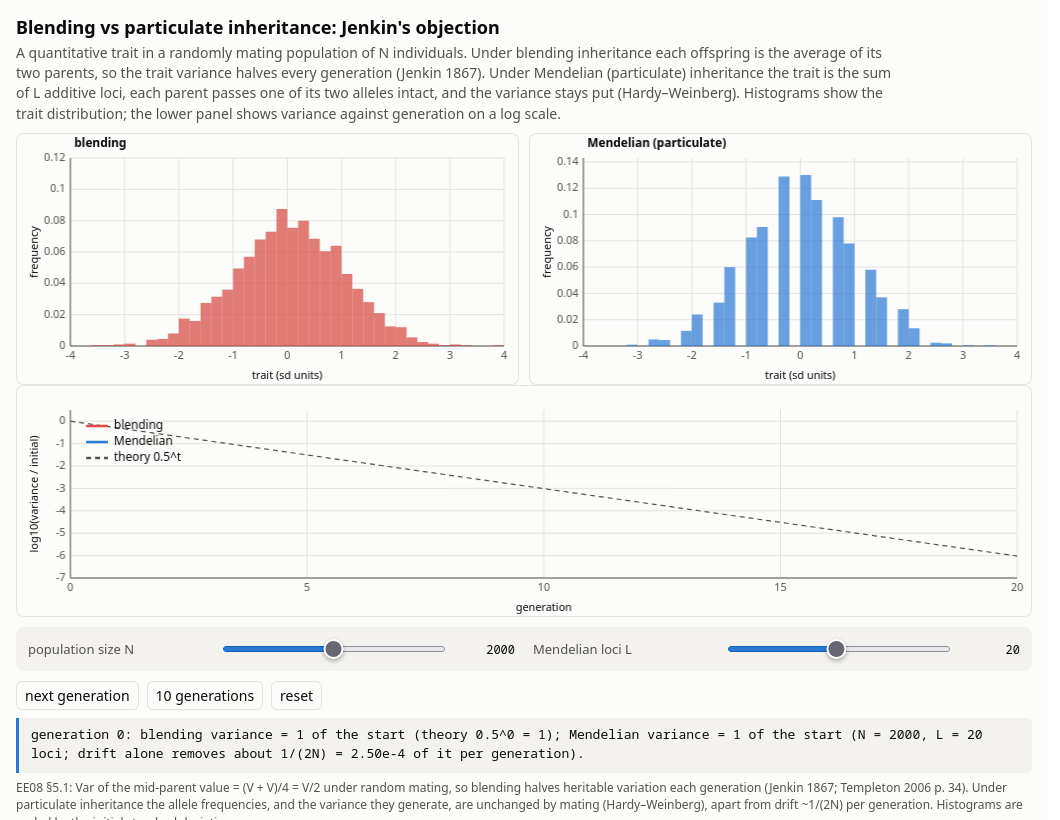 Blending vs particulate inheritance: Jenkin's objection
A quantitative trait in a randomly mating population of N individuals. Under blending inheritance each offspring is the average of its
two parents, so the trait variance halves every generation (Jenkin 1867). Under Mendelian (particulate) inheritance the trait is the sum
of L additive loci, each parent passes one of its two alleles intact, and the variance stays put (Hardy–Weinberg). Histograms show the
trait distribution; the lower panel shows variance against generation on a log scale.
blending
0.12
0.1
0.08
0.06
0.04
0.02
0
frequency
-4 -3 -2 -1 0 1 2 3 4
trait (sd units)
Mendelian (particulate)
0.14
0.12
0.1
0.08
0.06
0.04
0.02
0
frequency
-4 -3 -2 -1 0 1 2 3 4
trait (sd units)
0
-1
-2
-3
-4
-5
-6
-7
log10(variance / initial)
blending
Mendelian
theory 0.5^t
0 5 10 15 20
generation
population size N 2000 Mendelian loci L 20
next generation 10 generations reset
generation 0: blending variance = 1 of the start (theory 0.5^0 = 1); Mendelian variance = 1 of the start (N = 2000, L = 20
loci; drift alone removes about 1/(2N) = 2.50e-4 of it per generation).
EE08 §5.1: Var of the mid-parent value = (V + V)/4 = V/2 under random mating, so blending halves heritable variation each generation (Jenkin 1867; Templeton 2006 p. 34). Under
particulate inheritance the allele frequencies, and the variance they generate, are unchanged by mating (Hardy–Weinberg), apart from drift ~1/(2N) per generation. Histograms are